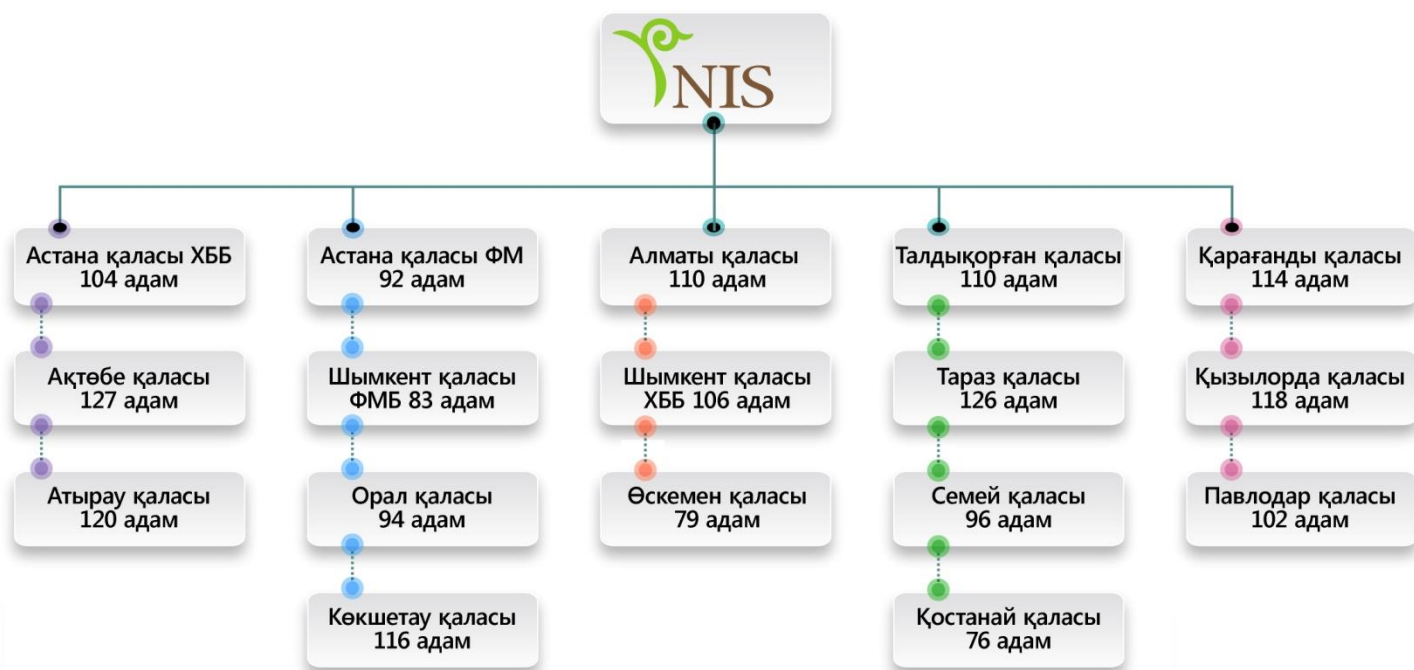 NIS
Астана қаласы ХББ
104 адам
Ақтөбе қаласы
127 адам
Атырау қаласы
120 адам
Астана қаласы ФМ
92 адам
Шымкент қаласы
ФМБ 83 адам
Орал қаласы
94 адам
Көкшетау қаласы
116 адам
Алматы қаласы
110 адам
Шымкент қаласы
ХББ 106 адам
Өскемен қаласы
79 адам
Талдықорған қаласы
110 адам
Тараз қаласы
126 адам
Семей қаласы
96 адам
Қостанай қаласы
76 адам
Қарағанды қаласы
114 адам
Қызылорда қаласы
118 адам
Павлодар қаласы
102 адам